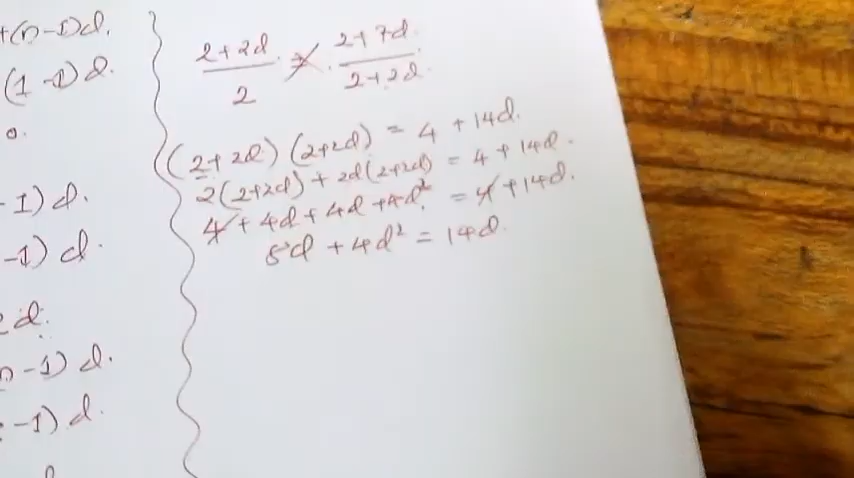 +(n-1)d.
(1-1)d.
0.
-1)d.
-1)d.
2d.
n-1)d.
-1)d.
(2+2d)/2 = (2+7d)/(2+2d)
(2+2d)(2+2d) = 4+14d.
2(2+2d)+2d(2+2d) = 4+14d.
4+4d+4d+4d² = 4+14d.
8d+4d² = 14d.